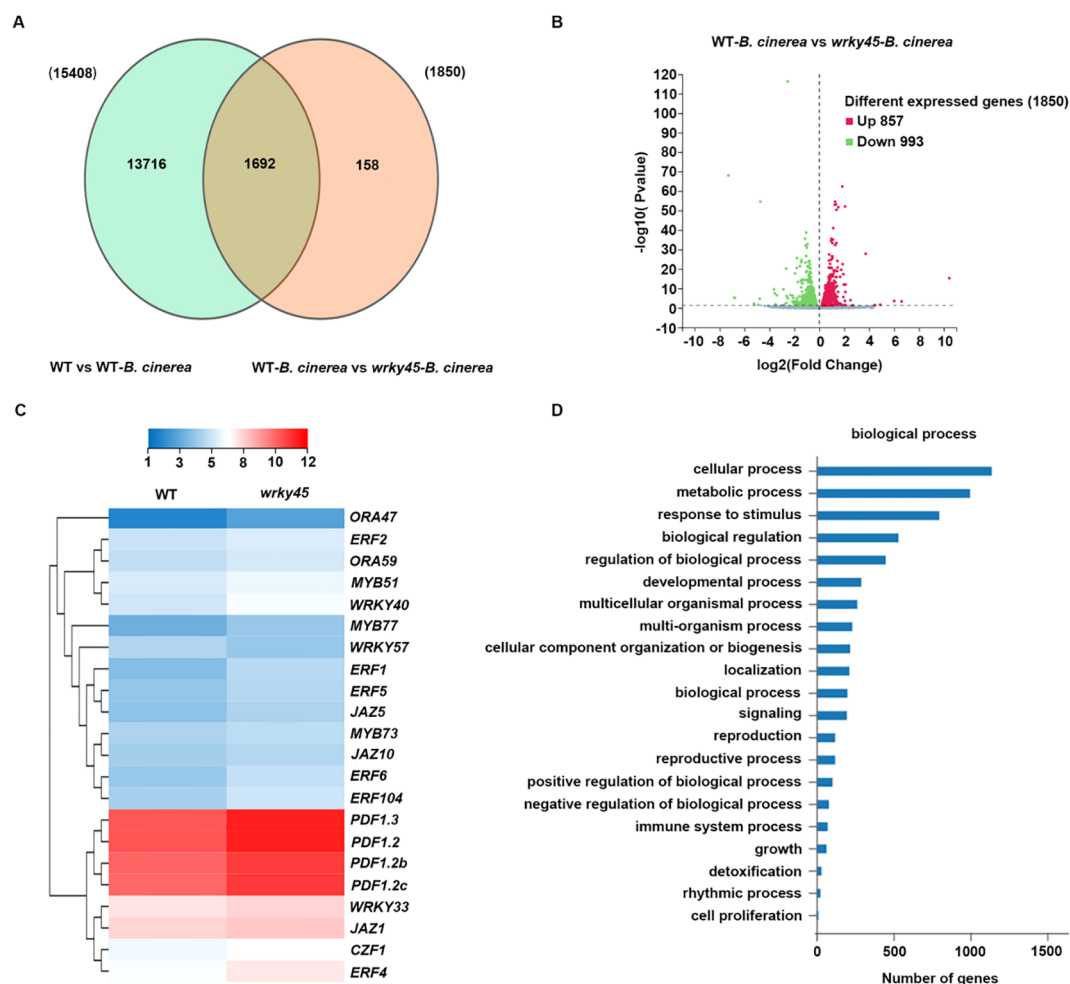 A
(15408)
(1850)
13716
1692
158
WT vs WT-B. cinerea
WT-B. cinerea vs wrky45-B. cinerea
B
WT-B. cinerea vs wrky45-B. cinerea
Different expressed genes (1850)
Up 857
Down 993
-log10( Pvalue)
120
110
100
90
80
70
60
50
40
30
20
10
0
-10
-10 -8 -6 -4 -2 0 2 4 6 8 10
log2(Fold Change)
C
1 3 5 8 10 12
WT wrky45
ORA47
ERF2
ORA59
MYB51
WRKY40
MYB77
WRKY57
ERF1
ERF5
JAZ5
MYB73
JAZ10
ERF6
ERF104
PDF1.3
PDF1.2
PDF1.2b
PDF1.2c
WRKY33
JAZ1
CZF1
ERF4
D
biological process
cellular process
metabolic process
response to stimulus
biological regulation
regulation of biological process
developmental process
multicellular organismal process
multi-organism process
cellular component organization or biogenesis
localization
biological process
signaling
reproduction
reproductive process
positive regulation of biological process
negative regulation of biological process
immune system process
growth
detoxification
rhythmic process
cell proliferation
0 500 1000 1500
Number of genes